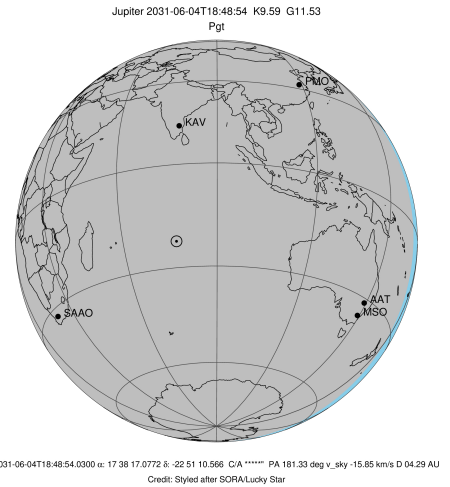 Jupiter 2031-06-04T18:48:54 K9.59 G11.53
Pgt
PMO
KAV
AAT
MSO
SAAO
031-06-04T18:48:54.0300 α: 17 38 17.0772 δ: -22 51 10.566 C/A *****" PA 181.33 deg v_sky -15.85 km/s D 04.29 AU
Credit: Styled after SORA/Lucky Star